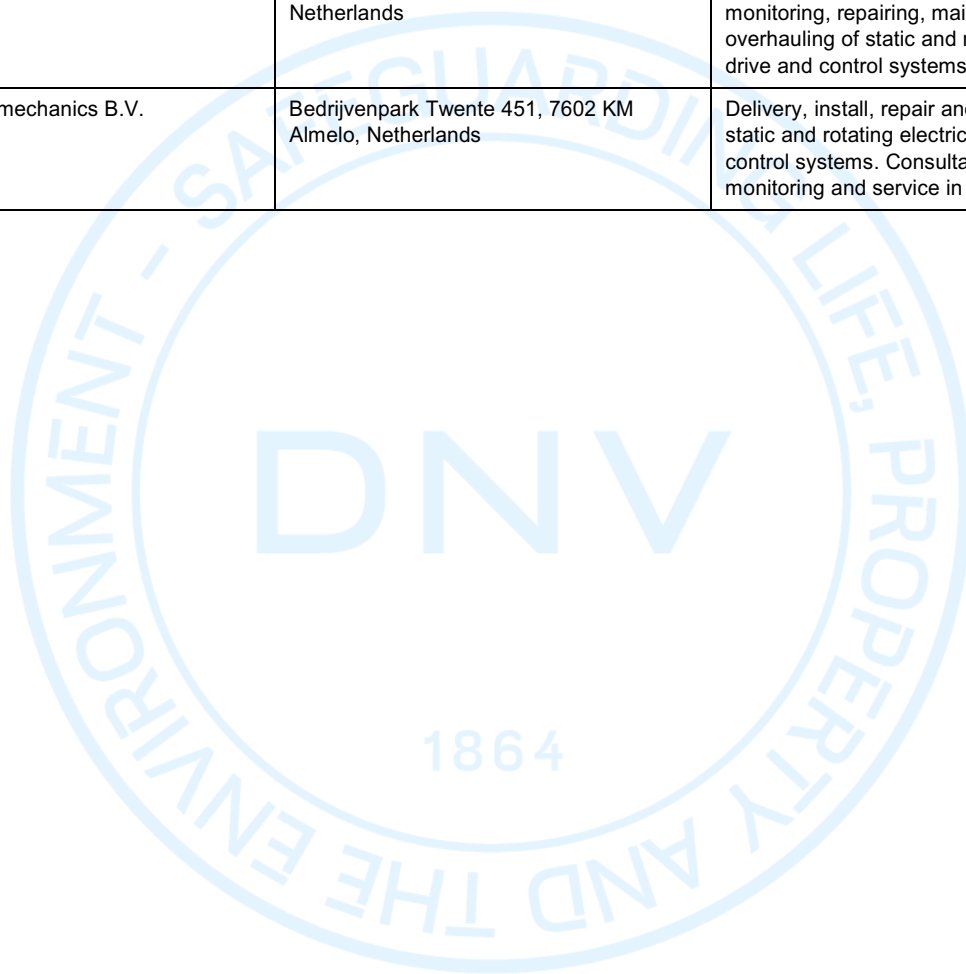 Netherlands
monitoring, repairing, mai
overhauling of static and
drive and control systems
mechanics B.V.
Bedrijvenpark Twente 451, 7602 KM
Almelo, Netherlands
Delivery, install, repair and
static and rotating electric
control systems. Consulta
monitoring and service in
SAFEGUARDING LIFE, PROPERTY AND THE ENVIRONMENT -
DNV
1864